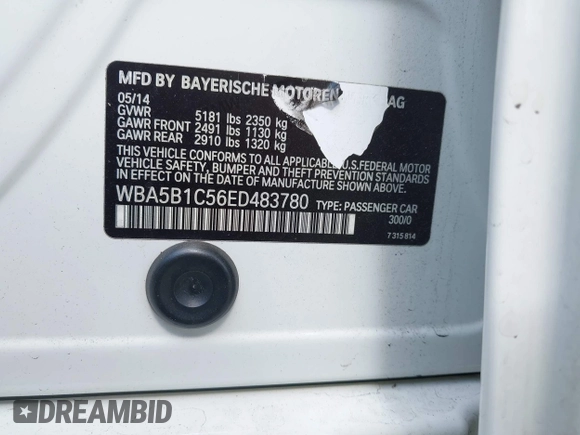 MFD BY BAYERISCHE MOTOREN AG
05/14
GVWR 5181 lbs 2350 kg
GAWR FRONT 2491 lbs 1130 kg
GAWR REAR 2910 lbs 1320 kg
THIS VEHICLE CONFORMS TO ALL APPLICABLE U.S. FEDERAL MOTOR
VEHICLE SAFETY, BUMPER AND THEFT PREVENTION STANDARDS IN
EFFECT ON THE DATE OF MANUFACTURE SHOWN ABOVE.
WBA5B1C56ED483780 TYPE: PASSENGER CAR
300/0
7 315 814
DREAMBID